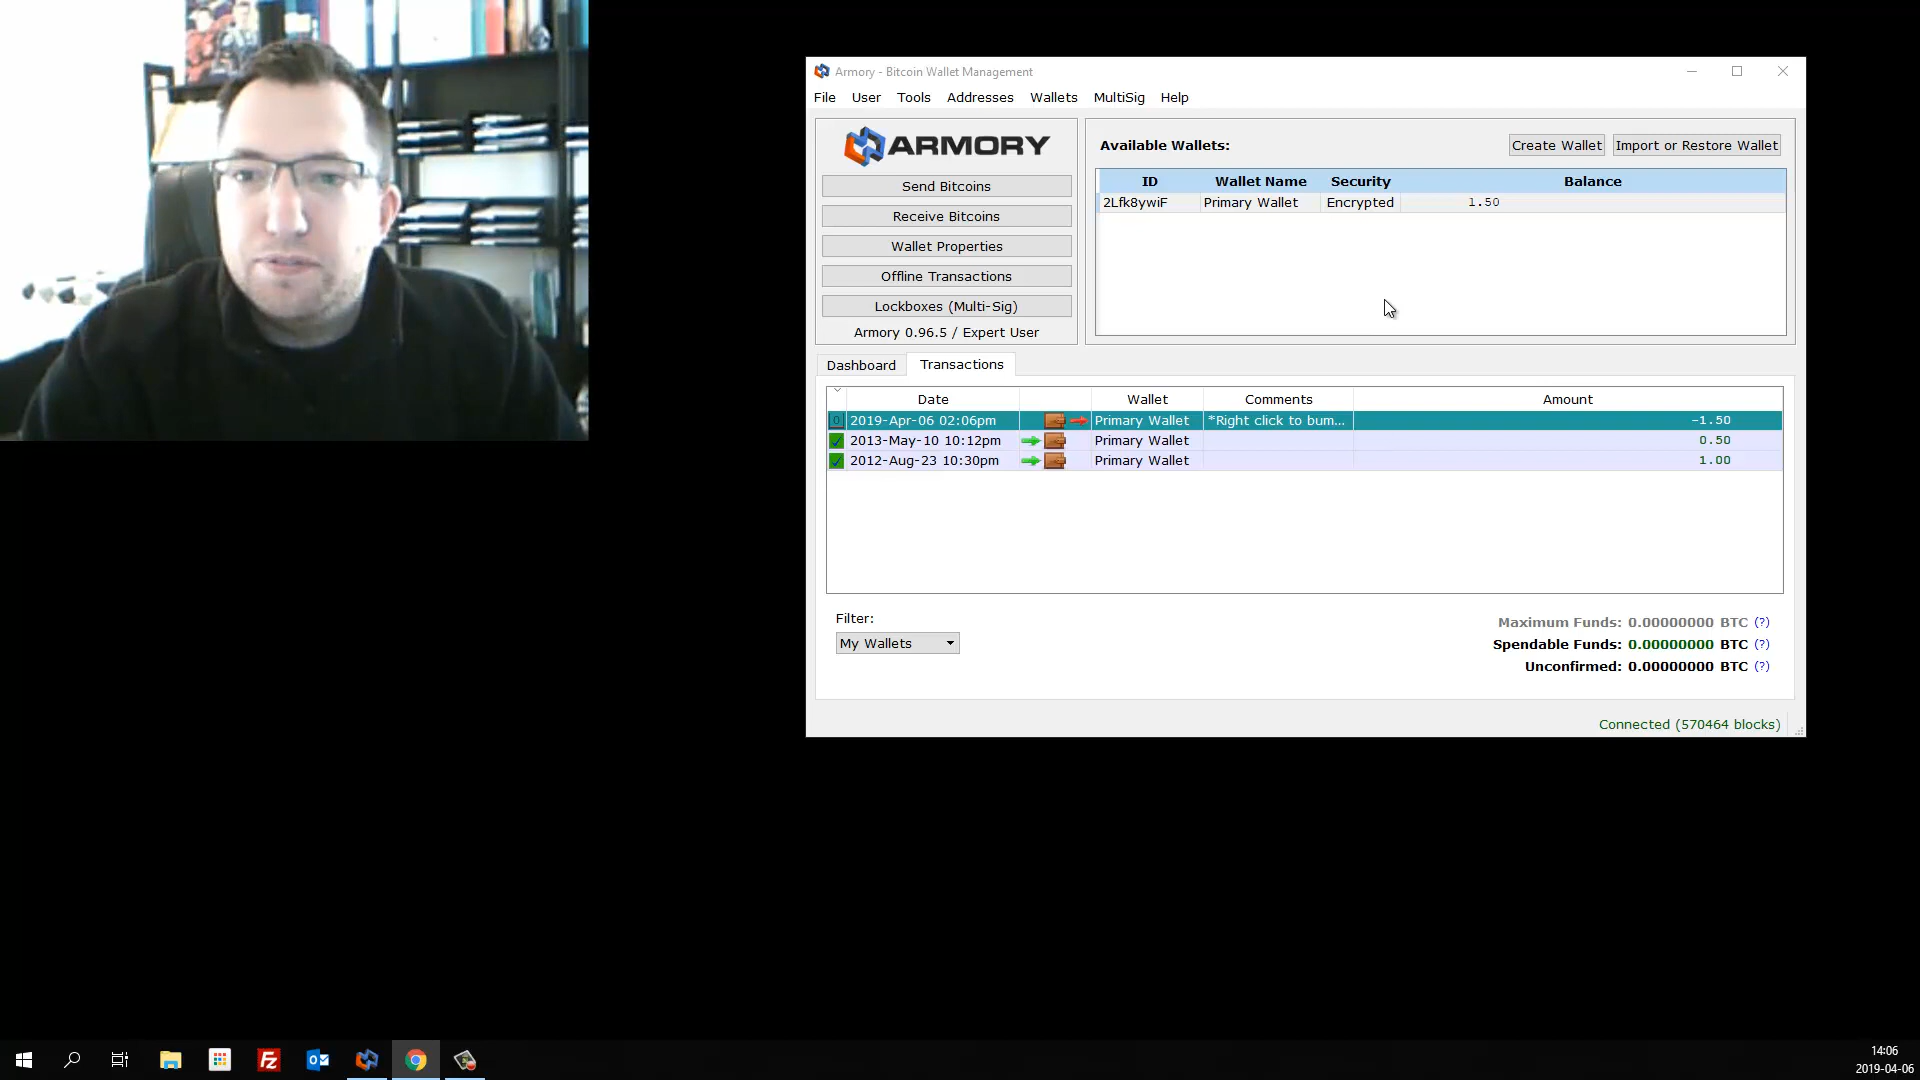 Armory - Bitcoin Wallet Management
File User Tools Addresses Wallets MultiSig Help
ARMORY
Send Bitcoins
Receive Bitcoins
Wallet Properties
Offline Transactions
Lockboxes (Multi-Sig)
Armory 0.96.5 / Expert User
Available Wallets:
Create Wallet
Import or Restore Wallet
ID Wallet Name Security Balance
2Lfk8ywiF Primary Wallet Encrypted 1.50
Dashboard Transactions
Date Wallet Comments Amount
0 2019-Apr-06 02:06pm Primary Wallet *Right click to bum... -1.50
2013-May-10 10:12pm Primary Wallet 0.50
2012-Aug-23 10:30pm Primary Wallet 1.00
Filter:
My Wallets
Maximum Funds: 0.00000000 BTC (?)
Spendable Funds: 0.00000000 BTC (?)
Unconfirmed: 0.00000000 BTC (?)
Connected (570464 blocks)
Fz
14:06
2019-04-06